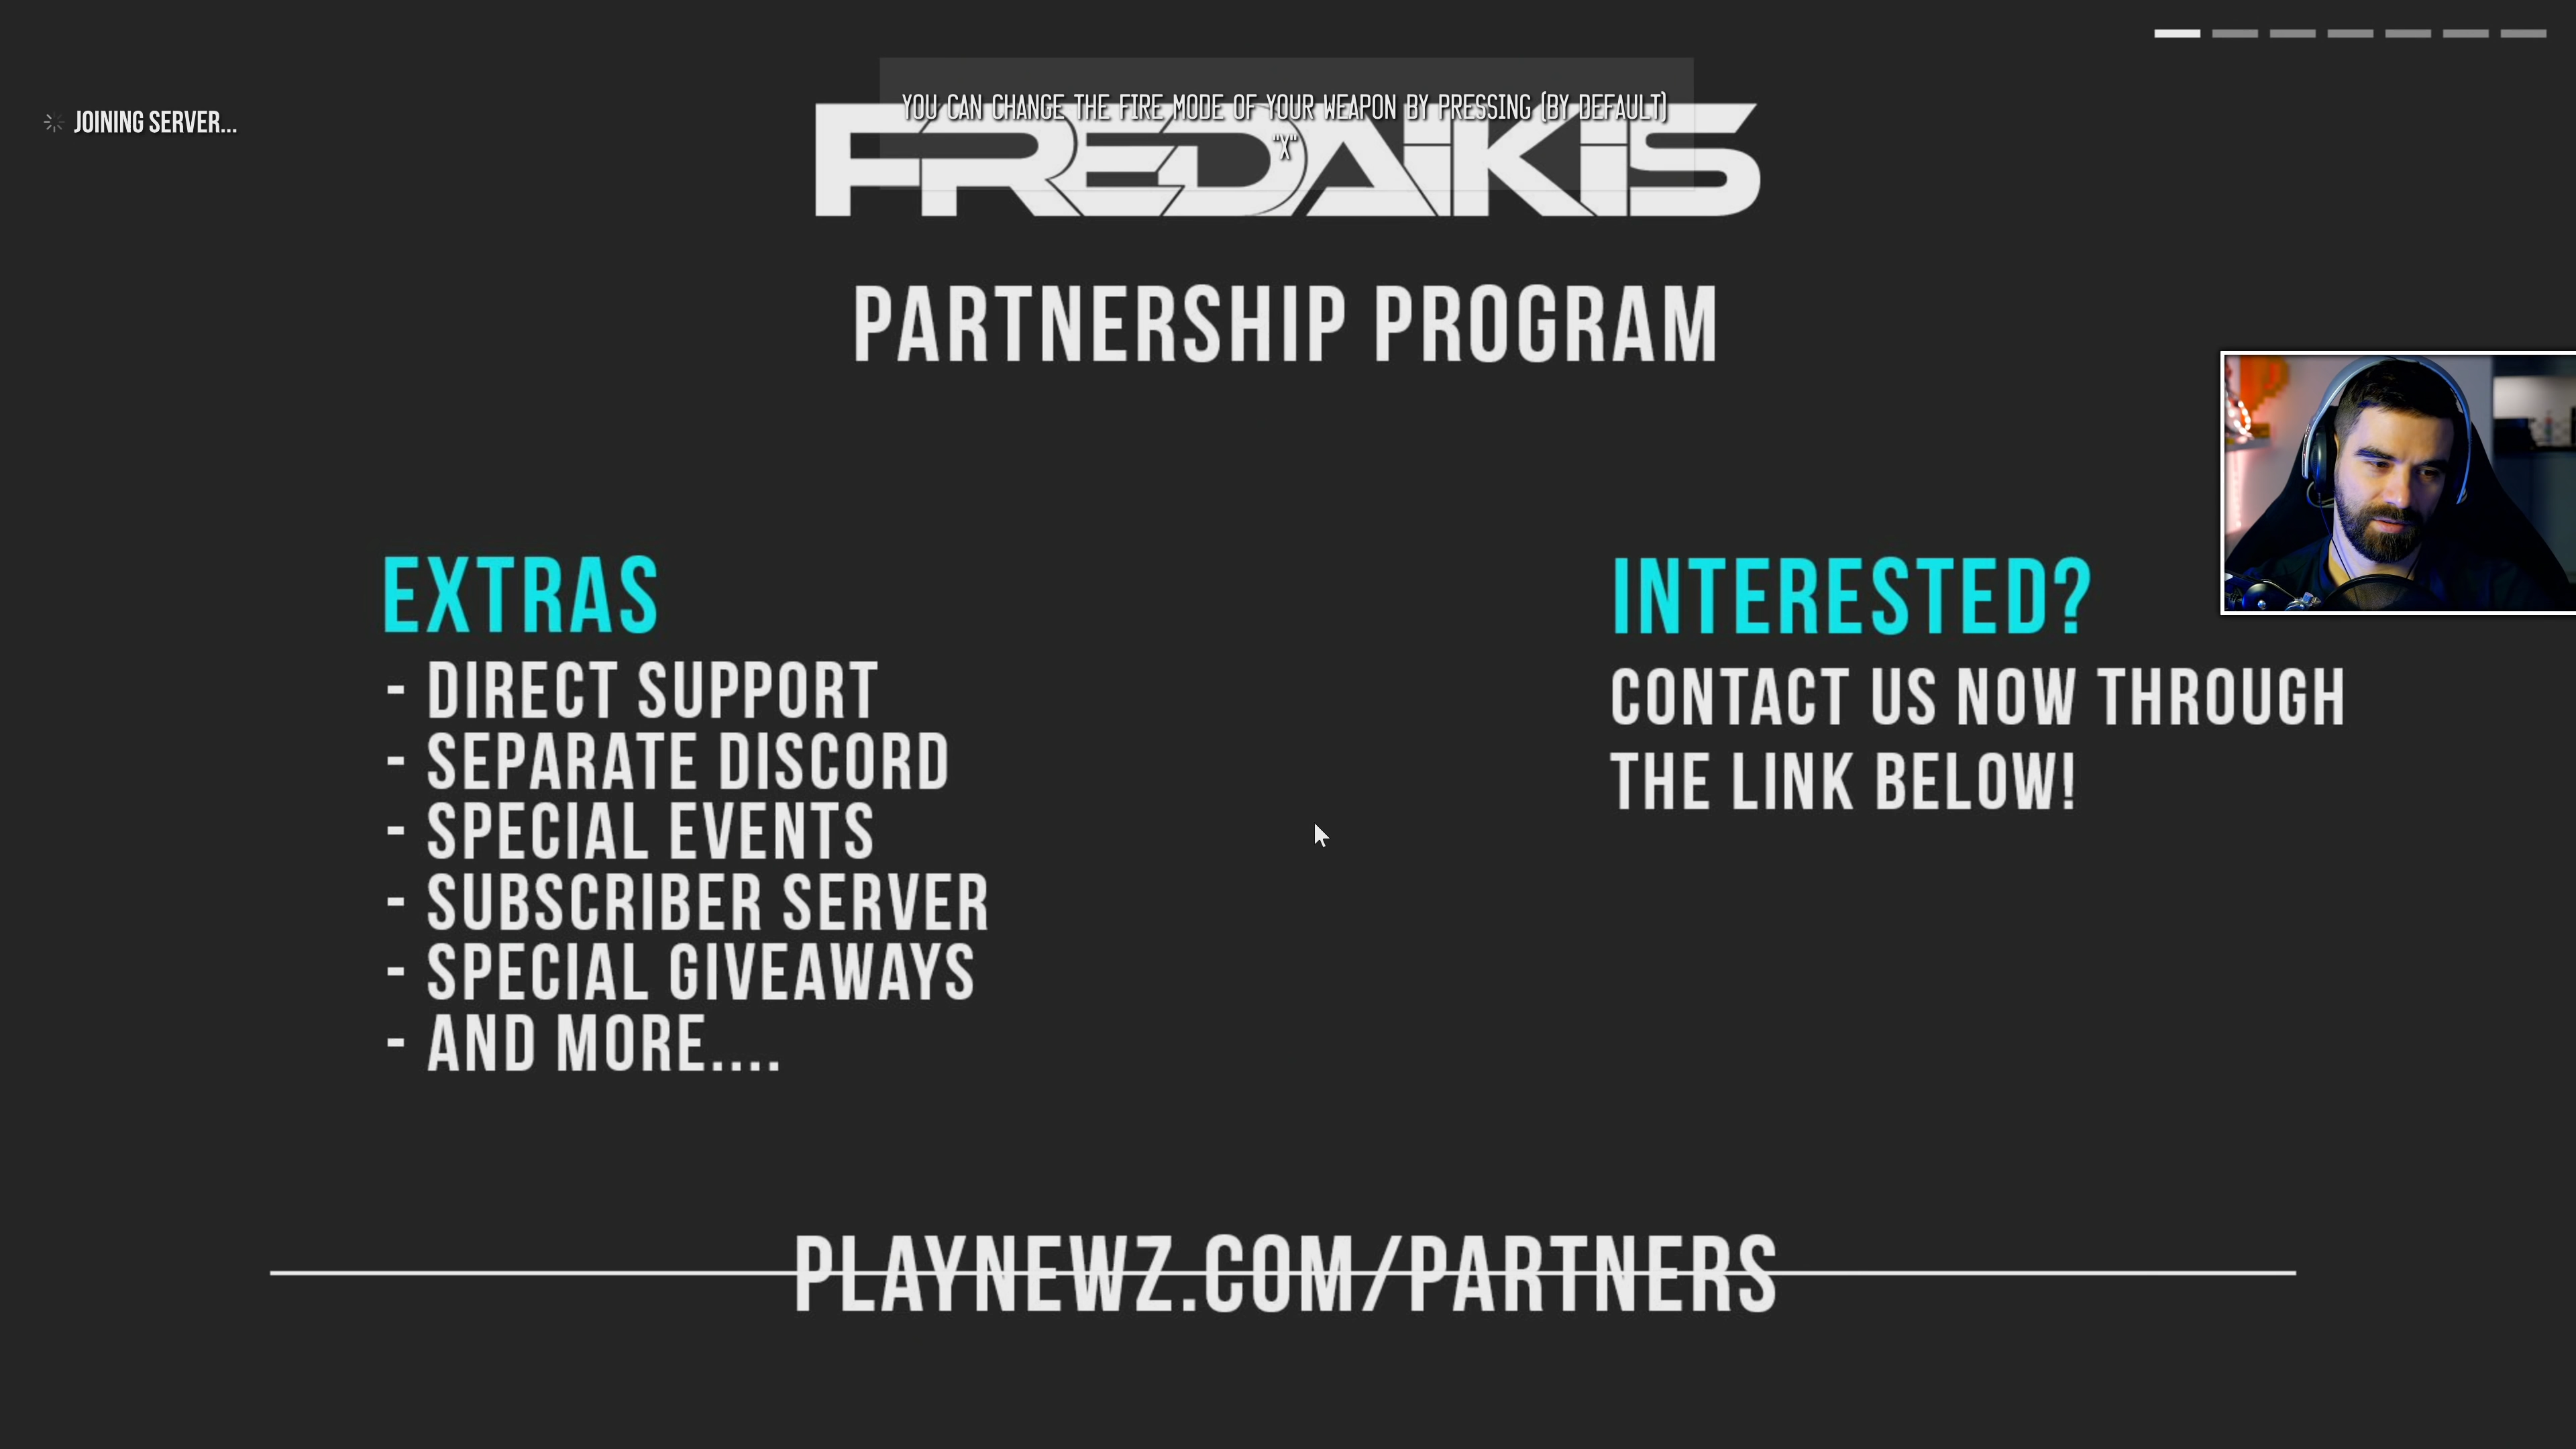 JOINING SERVER...
YOU CAN CHANGE THE FIRE MODE OF YOUR WEAPON BY PRESSING (BY DEFAULT)
"X"
FREDAIKIS
PARTNERSHIP PROGRAM
EXTRAS
- DIRECT SUPPORT
- SEPARATE DISCORD
- SPECIAL EVENTS
- SUBSCRIBER SERVER
- SPECIAL GIVEAWAYS
- AND MORE....
INTERESTED?
CONTACT US NOW THROUGH
THE LINK BELOW!
PLAYNEWZ.COM/PARTNERS